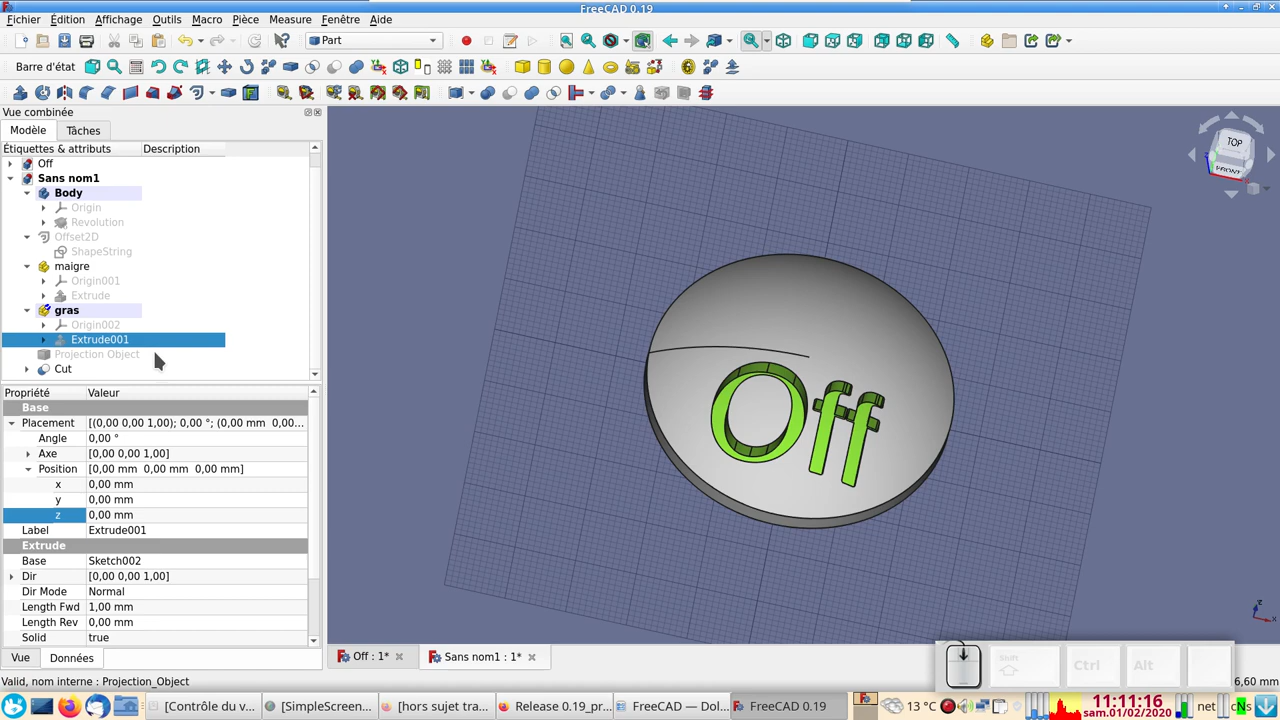 FreeCAD 0.19
Fichier Édition Affichage Outils Macro Pièce Measure Fenêtre Aide
Part
Barre d'état
Vue combinée
Modèle Tâches
Étiquettes & attributs Description
Off
Sans nom1
Body
Origin
Revolution
Offset2D
ShapeString
maigre
Origin001
Extrude
gras
Origin002
Extrude001
Projection Object
Cut
Propriété Valeur
Base
Placement [(0,00 0,00 1,00); 0,00 °; (0,00 mm 0,00...
Angle 0,00 °
Axe [0,00 0,00 1,00]
Position [0,00 mm 0,00 mm 0,00 mm]
x 0,00 mm
y 0,00 mm
z 0,00 mm
Label Extrude001
Extrude
Base Sketch002
Dir [0,00 0,00 1,00]
Dir Mode Normal
Length Fwd 1,00 mm
Length Rev 0,00 mm
Solid true
Vue Données
TOP
FRONT
Off
z
x
Off : 1* Sans nom1 : 1*
Shift Ctrl Alt
Valid, nom interne : Projection_Object
6,60 mm
[Contrôle du v... [SimpleScreen... [hors sujet tra... Release 0.19_pr... FreeCAD — Dol... FreeCAD 0.19 13 °C 11:11:16 net cNs
sam.01/02/2020